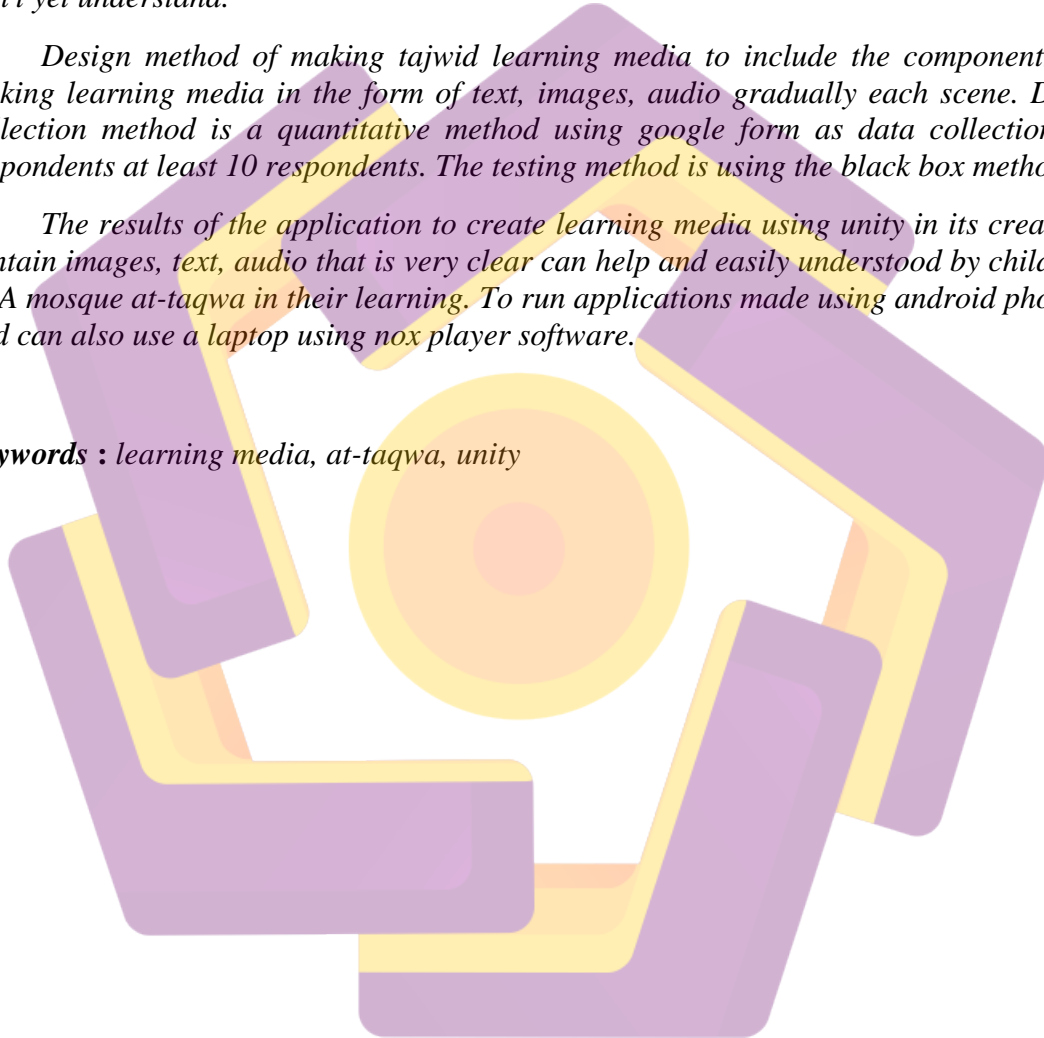 yet understand.
Design method of making tajwid learning media to include the component
king learning media in the form of text, images, audio gradually each scene.
lection method is a quantitative method using google form as data collection
pondents at least 10 respondents. The testing method is using the black box metho
The results of the application to create learning media using unity in its crea
ntain images, text, audio that is very clear can help and easily understood by child
A mosque at-taqwa in their learning. To run applications made using android pho
d can also use a laptop using nox player software.
ywords : learning media, at-taqwa, unity